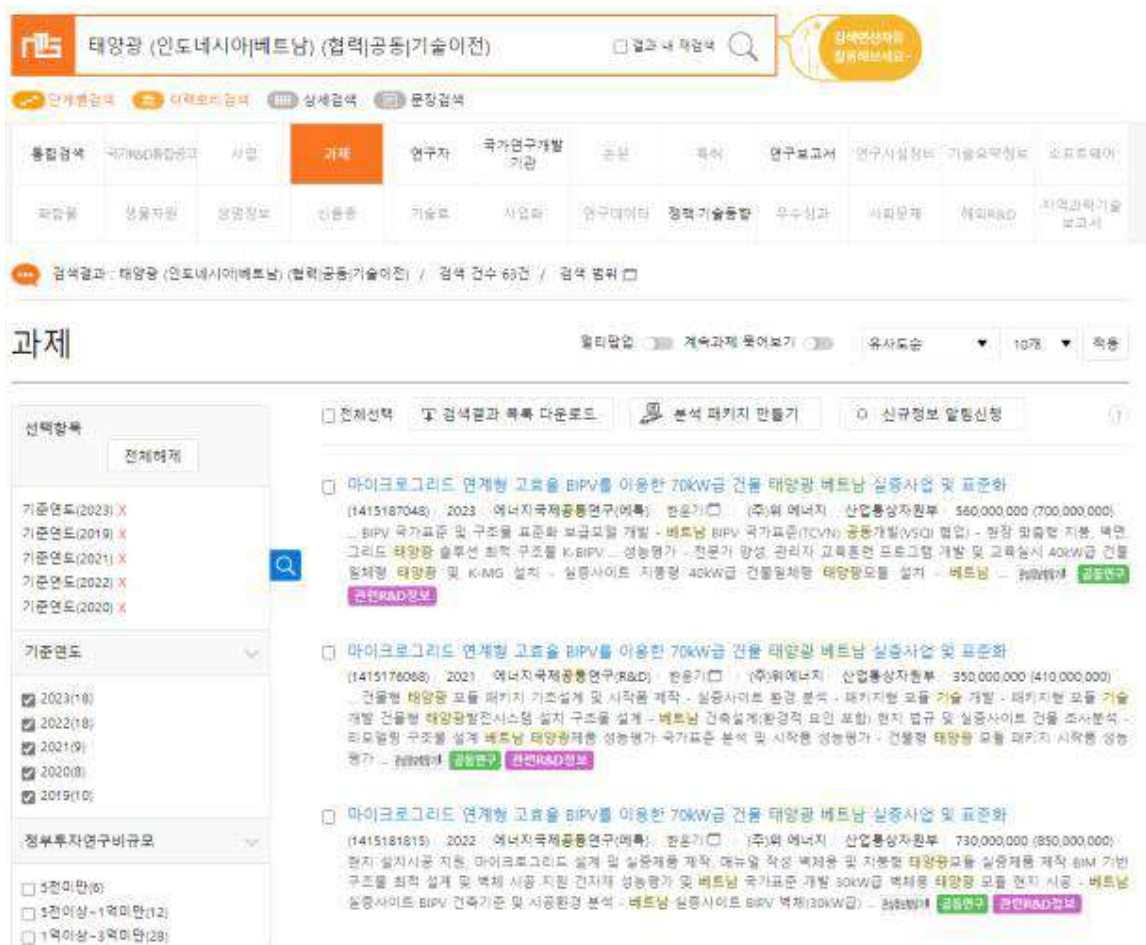 ntis 태양광 (인도네시아|베트남) (협력|공동|기술이전) 결과 내 재검색 검색연산자를
활용해보세요~
단계별검색 이력로비검색 상세검색 문장검색
통합검색 국가R&D통합공고 사업 과제 연구자 국가연구개발 기관 논문 특허 연구보고서 연구시설장비 기술요약정보 소프트웨어
화합물 생물자원 생명정보 신품종 기술료 사업화 연구데이터 정책 기술동향 우수성과 사회문제 해외R&D 지역과학기술 보고서
검색결과 : 태양광 (인도네시아|베트남) (협력|공동|기술이전) / 검색 건수 63건 / 검색 범위
과제
멀티팝업 계속과제 묶어보기 유사도순 ▼ 10개 ▼ 적용
선택항목
전체해제
기준연도(2023) X
기준연도(2019) X
기준연도(2021) X
기준연도(2022) X
기준연도(2020) X
기준연도
2023(18)
2022(18)
2021(9)
2020(8)
2019(10)
정부투자연구비규모
5천미만(6)
5천이상~1억미만(12)
1억이상~3억미만(28)
전체선택 검색결과 목록 다운로드 분석 패키지 만들기 신규정보 알림신청
마이크로그리드 연계형 고효율 BIPV를 이용한 70kW급 건물 태양광 베트남 실증사업 및 표준화
(1415187048) 2023 에너지국제공동연구(에특) 한윤기 (주)위 에너지 산업통상자원부 560,000,000 (700,000,000)
... BIPV 국가표준 및 구조물 표준화 보급모델 개발 - 베트남 BIPV 국가표준(TCVN) 공동개발(VSQI 협업) - 현장 맞춤형 지붕, 벽면,
그리드 태양광 솔루션 최적 구조물 K-BIPV ... 성능평가 - 전문가 양성, 관리자 교육훈련 프로그램 개발 및 교육실시 40kW급 건물
일체형 태양광 및 K-MG 설치 - 실증사이트 지붕형 40kW급 건물일체형 태양광모듈 설치 - 베트남 ... 공동연구
관련R&D정보
마이크로그리드 연계형 고효율 BIPV를 이용한 70kW급 건물 태양광 베트남 실증사업 및 표준화
(1415176068) 2021 에너지국제공동연구(R&D) 한윤기 (주)위에너지 산업통상자원부 350,000,000 (410,000,000)
... 건물형 태양광 모듈 패키지 기초설계 및 시작품 제작 - 실증사이트 환경 분석 - 패키지형 모듈 기술 개발 - 패키지형 모듈 기술
개발 건물형 태양광발전시스템 설치 구조물 설계 - 베트남 건축설계(환경적 요인 포함) 현지 법규 및 실증사이트 건물 조사분석 -
리모델링 구조물 설계 베트남 태양광제품 성능평가 국가표준 분석 및 시작품 성능평가 - 건물형 태양광 모듈 패키지 시작품 성능
평가 ... 공동연구 관련R&D정보
마이크로그리드 연계형 고효율 BIPV를 이용한 70kW급 건물 태양광 베트남 실증사업 및 표준화
(1415181815) 2022 에너지국제공동연구(에특) 한윤기 (주)위 에너지 산업통상자원부 730,000,000 (850,000,000)
현지 설치시공 지원, 마이크로그리드 설계 및 실증제품 제작, 매뉴얼 작성 벽체용 및 지붕형 태양광모듈 실증제품 제작 BIM 기반
구조물 최적 설계 및 벽체 시공 지원 건자재 성능평가 및 베트남 국가표준 개발 30kW급 벽체용 태양광 모듈 현지 시공 - 베트남
실증사이트 BIPV 건축기준 및 시공환경 분석 - 베트남 실증사이트 BIPV 벽체(30kW급) ... 공동연구 관련R&D정보